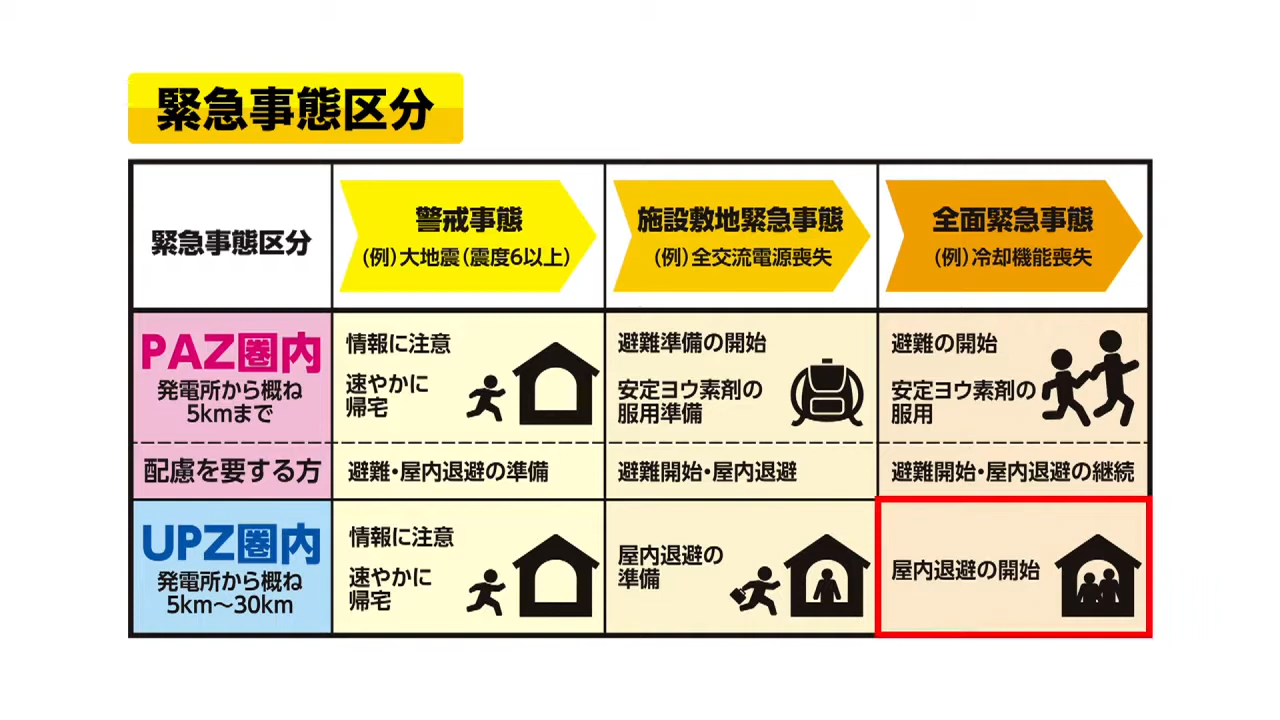 緊急事態区分
緊急事態区分
警戒事態
(例)大地震(震度6以上)
施設敷地緊急事態
(例)全交流電源喪失
全面緊急事態
(例)冷却機能喪失
PAZ圏内
発電所から概ね
5kmまで
情報に注意
速やかに
帰宅
避難準備の開始
安定ヨウ素剤の
服用準備
避難の開始
安定ヨウ素剤の
服用
配慮を要する方
避難・屋内退避の準備
避難開始・屋内退避
避難開始・屋内退避の継続
UPZ圏内
発電所から概ね
5km～30km
情報に注意
速やかに
帰宅
屋内退避の
準備
屋内退避の開始